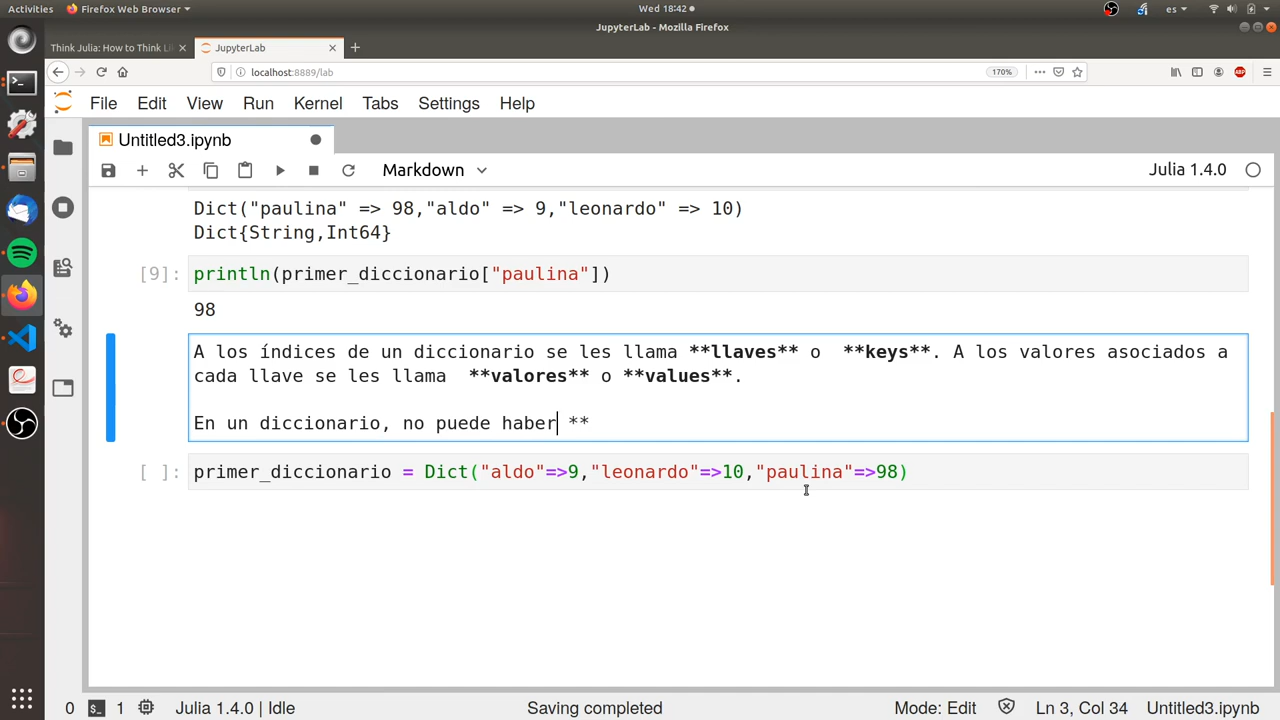 Activities Firefox Web Browser Wed 18:42 es
JupyterLab - Mozilla Firefox
Think Julia: How to Think Li JupyterLab
localhost:8889/lab 170% ABP
File Edit View Run Kernel Tabs Settings Help
Untitled3.ipynb
Markdown Julia 1.4.0
Dict("paulina" => 98,"aldo" => 9,"leonardo" => 10)
Dict{String,Int64}
[9]: println(primer_diccionario["paulina"])
98
A los índices de un diccionario se les llama **llaves** o  **keys**. A los valores asociados a
cada llave se les llama  **valores** o **values**.
En un diccionario, no puede haber **
[ ]: primer_diccionario = Dict("aldo"=>9,"leonardo"=>10,"paulina"=>98)
0 1 Julia 1.4.0 | Idle Saving completed Mode: Edit Ln 3, Col 34 Untitled3.ipynb